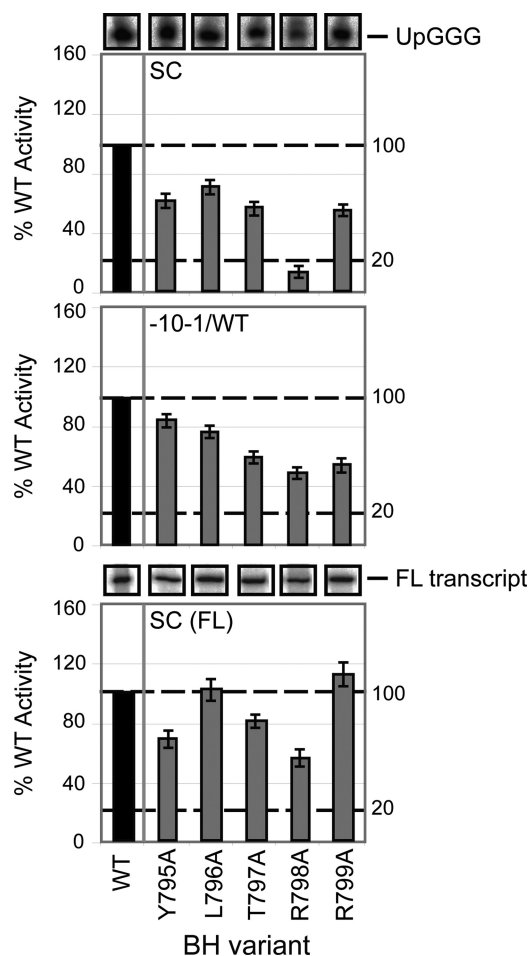 UpGGG
160
SC
120
100
80
40
20
0
% WT Activity
160
-10-1/WT
120
100
80
40
20
0
% WT Activity
FL transcript
160
SC (FL)
120
100
80
40
20
0
% WT Activity
WT Y795A L796A T797A R798A R799A
BH variant